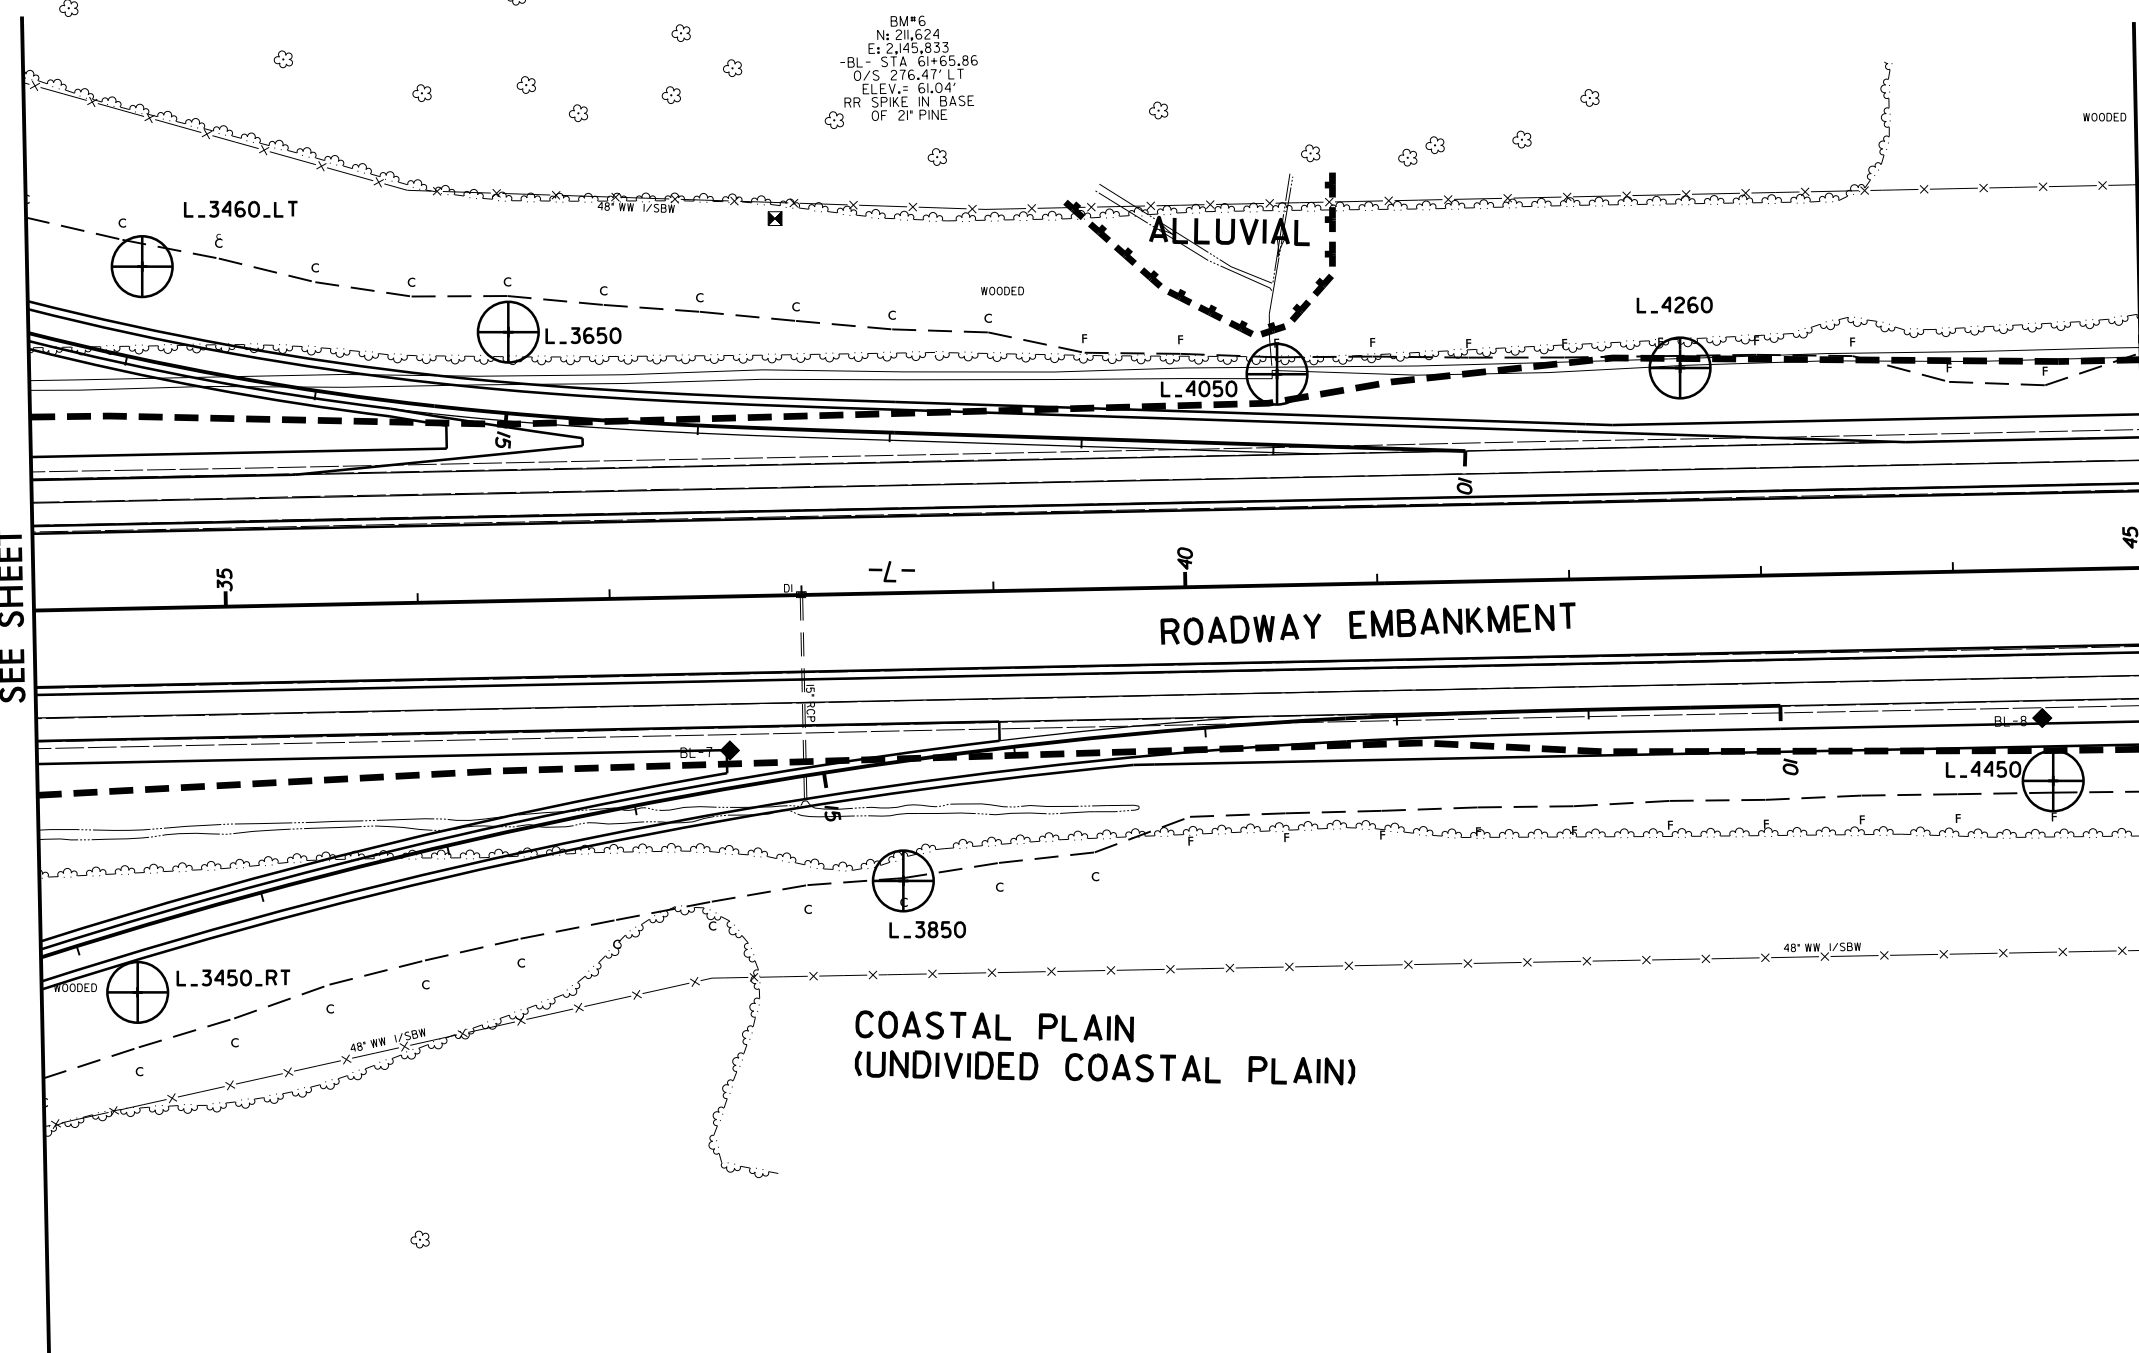 BM#6
N: 211,624
E: 2,145,833
-BL- STA 61+65.86
O/S 276.47' LT
ELEV.= 61.04'
RR SPIKE IN BASE
OF 21" PINE
WOODED
L_3460_LT
48" WW I/SBW
ALLUVIAL
WOODED
L_3650
L_4260
L_4050
C C C C C C C C C C
F F F F F F F F F F F
15
10
SEE SHEET
35
-L-
40
45
DI
ROADWAY EMBANKMENT
15" RCP
BL-7
BL-8
10
L_4450
15
F F F F F F F F F F
C C C C C C C C C C C
L_3850
48" WW I/SBW
L_3450_RT
WOODED
48" WW I/SBW
COASTAL PLAIN
(UNDIVIDED COASTAL PLAIN)